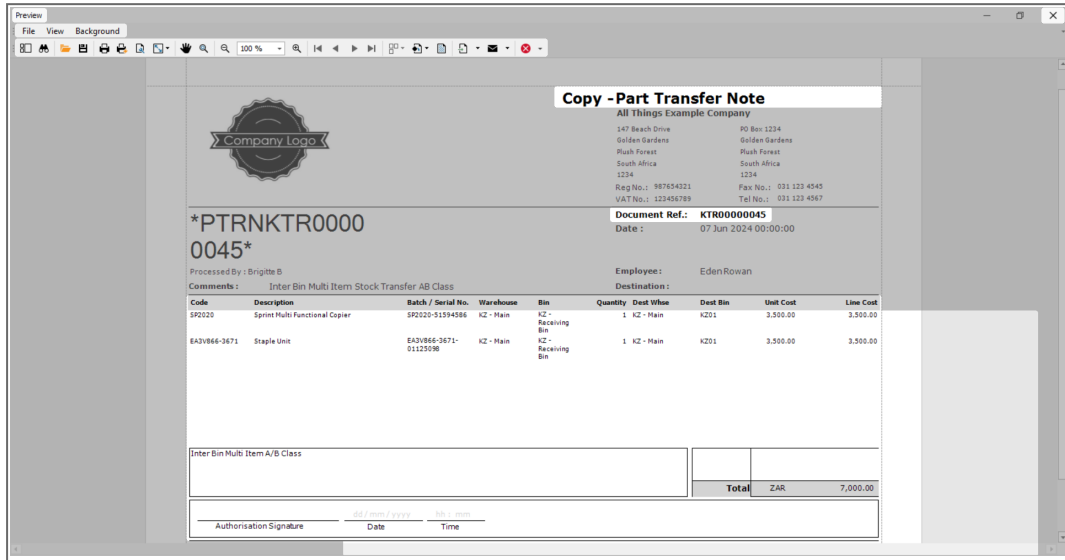 Preview
File View Background
100 %
Copy -Part Transfer Note
All Things Example Company
147 Beach Drive PO Box 1234
Golden Gardens Golden Gardens
Plush Forest Plush Forest
South Africa South Africa
1234 1234
Reg No.: 987654321 Fax No.: 031 123 4545
VAT No.: 123456789 Tel No.: 031 123 4567
Company Logo
*PTRNKTR0000
0045*
Document Ref.: KTR00000045
Date : 07 Jun 2024 00:00:00
Processed By : Brigitte B
Employee : Eden Rowan
Comments : Inter Bin Multi Item Stock Transfer AB Class
Destination :
Code Description Batch / Serial No. Warehouse Bin Quantity Dest Whse Dest Bin Unit Cost Line Cost
SP2020 Sprint Multi Functional Copier SP2020-51594586 KZ - Main KZ - 1 KZ - Main KZ01 3,500.00 3,500.00
Receiving
Bin
EA3V866-3671 Staple Unit EA3V866-3671- KZ - Main KZ - 1 KZ - Main KZ01 3,500.00 3,500.00
01125098 Receiving
Bin
Inter Bin Multi Item A/B Class
Total ZAR 7,000.00
dd / mm / yyyy hh : mm
Authorisation Signature Date Time